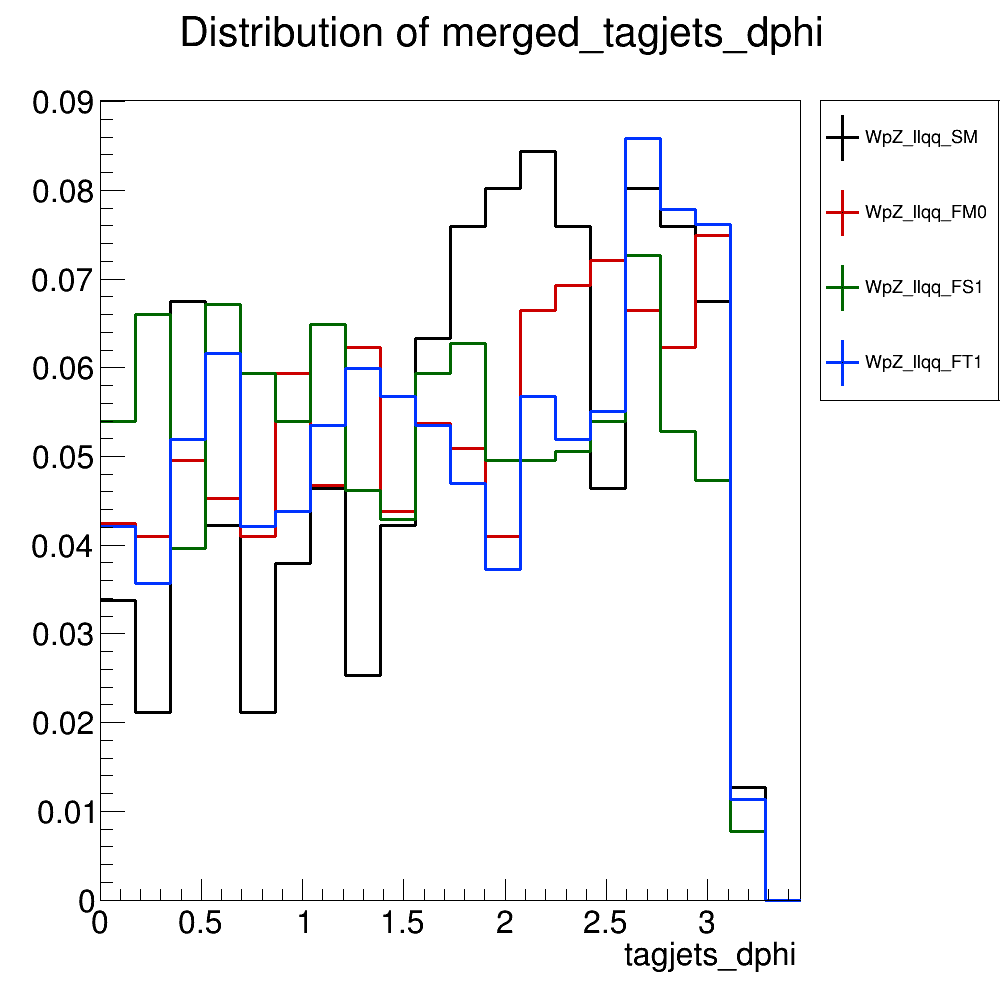 Distribution of merged_tagjets_dphi
0.09
0.08
0.07
0.06
0.05
0.04
0.03
0.02
0.01
0
0 0.5 1 1.5 2 2.5 3
tagjets_dphi
WpZ_llqq_SM
WpZ_llqq_FM0
WpZ_llqq_FS1
WpZ_llqq_FT1